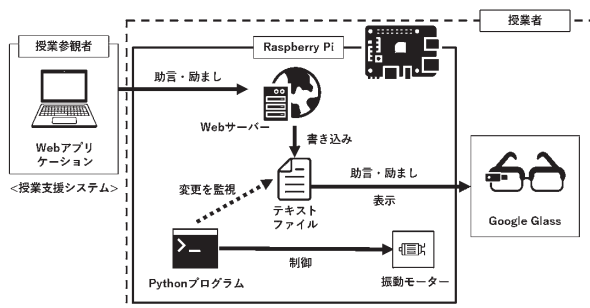 授業者
授業参観者
Raspberry Pi
助言・励まし
Webサーバー
Webアプリ
ケーション
<授業支援システム>
書き込み
変更を監視
テキスト
ファイル
助言・励まし
表示
Google Glass
Pythonプログラム
制御
振動モーター